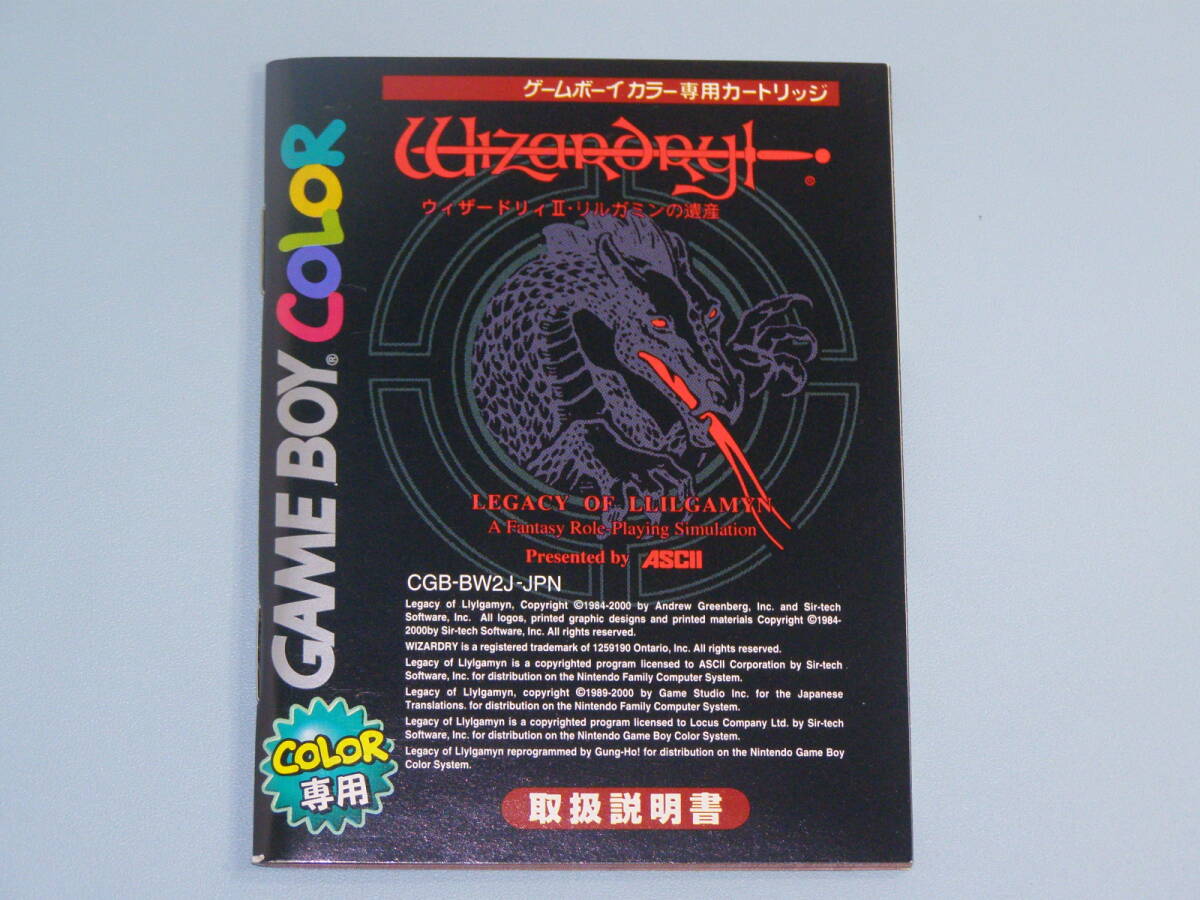 ゲームボーイカラー専用カートリッジ
Wizardry®
ウィザードリィII・リルガミンの遺産
GAME BOY® COLOR
LEGACY OF LLILGAMYN
A Fantasy Role-Playing Simulation
Presented by ASCII
CGB-BW2J-JPN
Legacy of Llylgamyn, Copyright ©1984-2000 by Andrew Greenberg, Inc. and Sir-tech
Software, Inc. All logos, printed graphic designs and printed materials Copyright ©1984-
2000by Sir-tech Software, Inc. All rights reserved.
WIZARDRY is a registered trademark of 1259190 Ontario, Inc. All rights reserved.
Legacy of Llylgamyn is a copyrighted program licensed to ASCII Corporation by Sir-tech
Software, Inc. for distribution on the Nintendo Family Computer System.
Legacy of Llylgamyn, copyright ©1989-2000 by Game Studio Inc. for the Japanese
Translations. for distribution on the Nintendo Family Computer System.
Legacy of Llylgamyn is a copyrighted program licensed to Locus Company Ltd. by Sir-tech
Software, Inc. for distribution on the Nintendo Game Boy Color System.
Legacy of Llylgamyn reprogrammed by Gung-Ho! for distribution on the Nintendo Game Boy
Color System.
COLOR
専用
取扱説明書